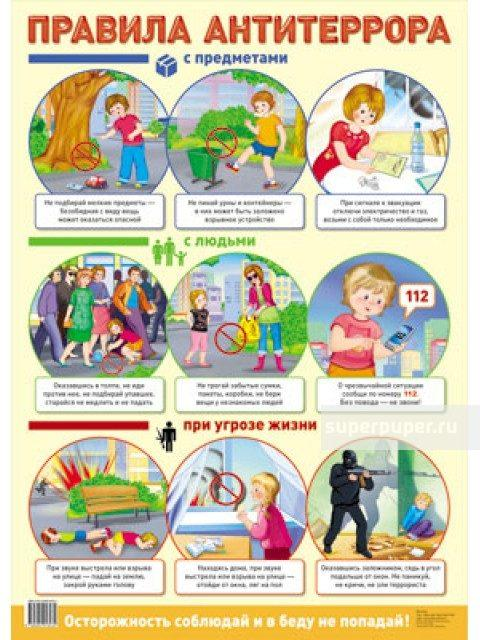 ПРАВИЛА АНТИТЕРРОРА
с предметами
Не подбирай мелкие предметы —
безобидная с виду вещь
может оказаться опасной
Не пинай урны и контейнеры —
в них может быть заложено
взрывное устройство
При сигнале к эвакуации
отключи электричество и газ,
возьми с собой только необходимое
с людьми
Оказавшись в толпе, не иди
против нее, не подбирай упавшее,
старайся не медлить и не падать
Не трогай забытые сумки,
пакеты, коробки, не бери
вещи у незнакомых людей
112
О чрезвычайной ситуации
сообщи по номеру 112.
Без повода — не звони!
superpuper.ru
при угрозе жизни
При звуке выстрела или взрыва
на улице — падай на землю,
закрой руками голову
Находясь дома, при звуке
выстрела или взрыва на улице —
отойди от окна, ляг на пол
Оказавшись заложником, сядь в угол
подальше от окон. Не паникуй,
не кричи, не зли террориста
Осторожность соблюдай и в беду не попадай!